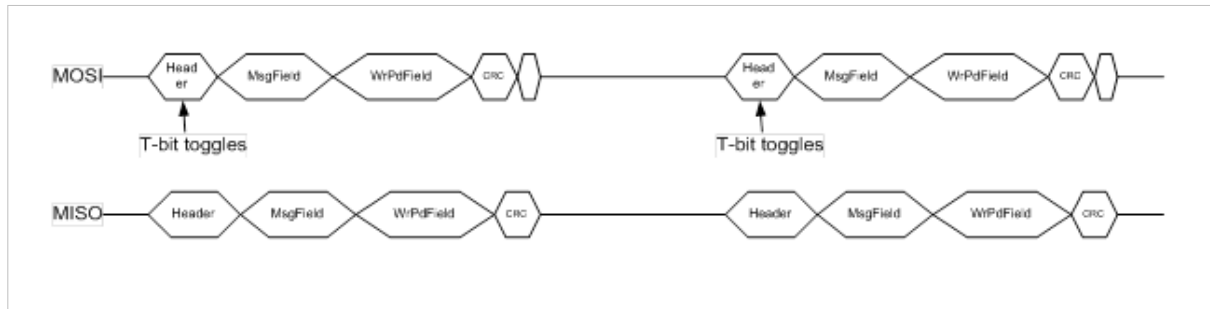 MOSI
Head
er
MsgField
WrPdField
CRC
Head
er
MsgField
WrPdField
CRC
T-bit toggles
T-bit toggles
MISO
Header
MsgField
WrPdField
CRC
Header
MsgField
WrPdField
CRC